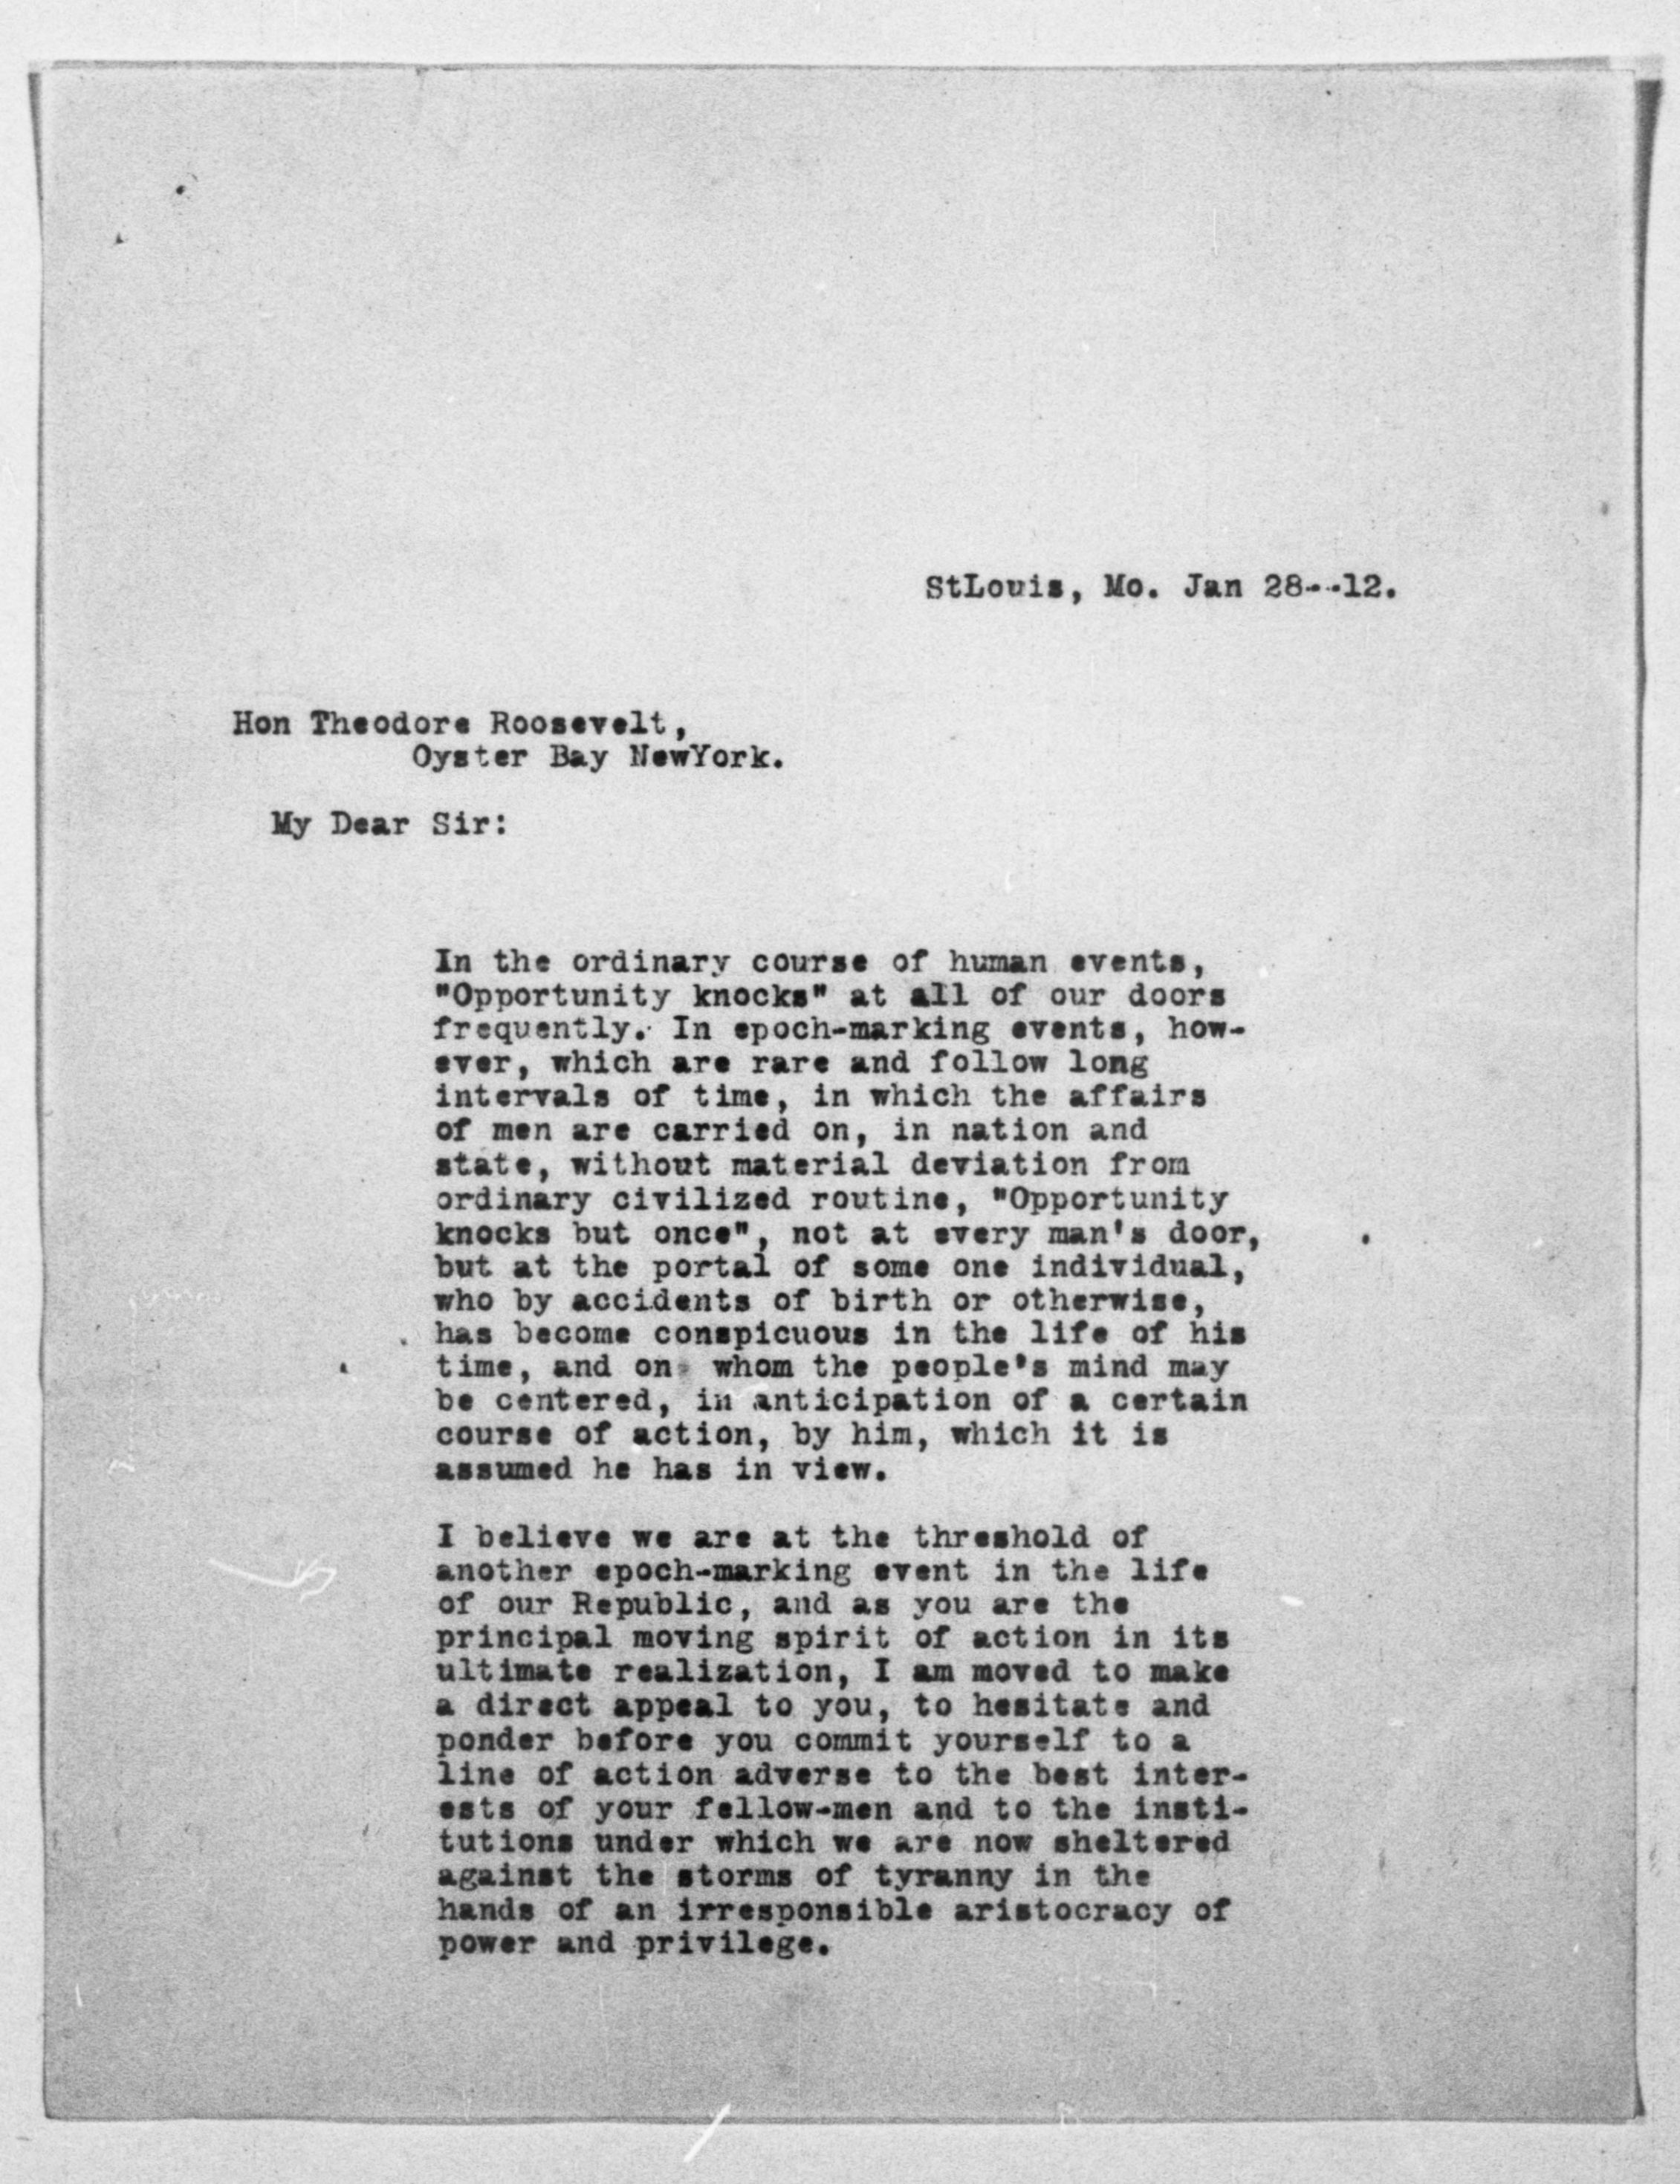 StLouis, Mo. Jan 28--12.
Hon Theodore Roosevelt,
Oyster Bay NewYork.
My Dear Sir:
In the ordinary course of human events,
"Opportunity knocks" at all of our doors
frequently. In epoch-marking events, how-
ever, which are rare and follow long
intervals of time, in which the affairs
of men are carried on, in nation and
state, without material deviation from
ordinary civilized routine, "Opportunity
knocks but once", not at every man's door,
but at the portal of some one individual,
who by accidents of birth or otherwise,
has become conspicuous in the life of his
time, and on whom the people's mind may
be centered, in anticipation of a certain
course of action, by him, which it is
assumed he has in view.
I believe we are at the threshold of
another epoch-marking event in the life
of our Republic, and as you are the
principal moving spirit of action in its
ultimate realization, I am moved to make
a direct appeal to you, to hesitate and
ponder before you commit yourself to a
line of action adverse to the best inter-
ests of your fellow-men and to the insti-
tutions under which we are now sheltered
against the storms of tyranny in the
hands of an irresponsible aristocracy of
power and privilege.